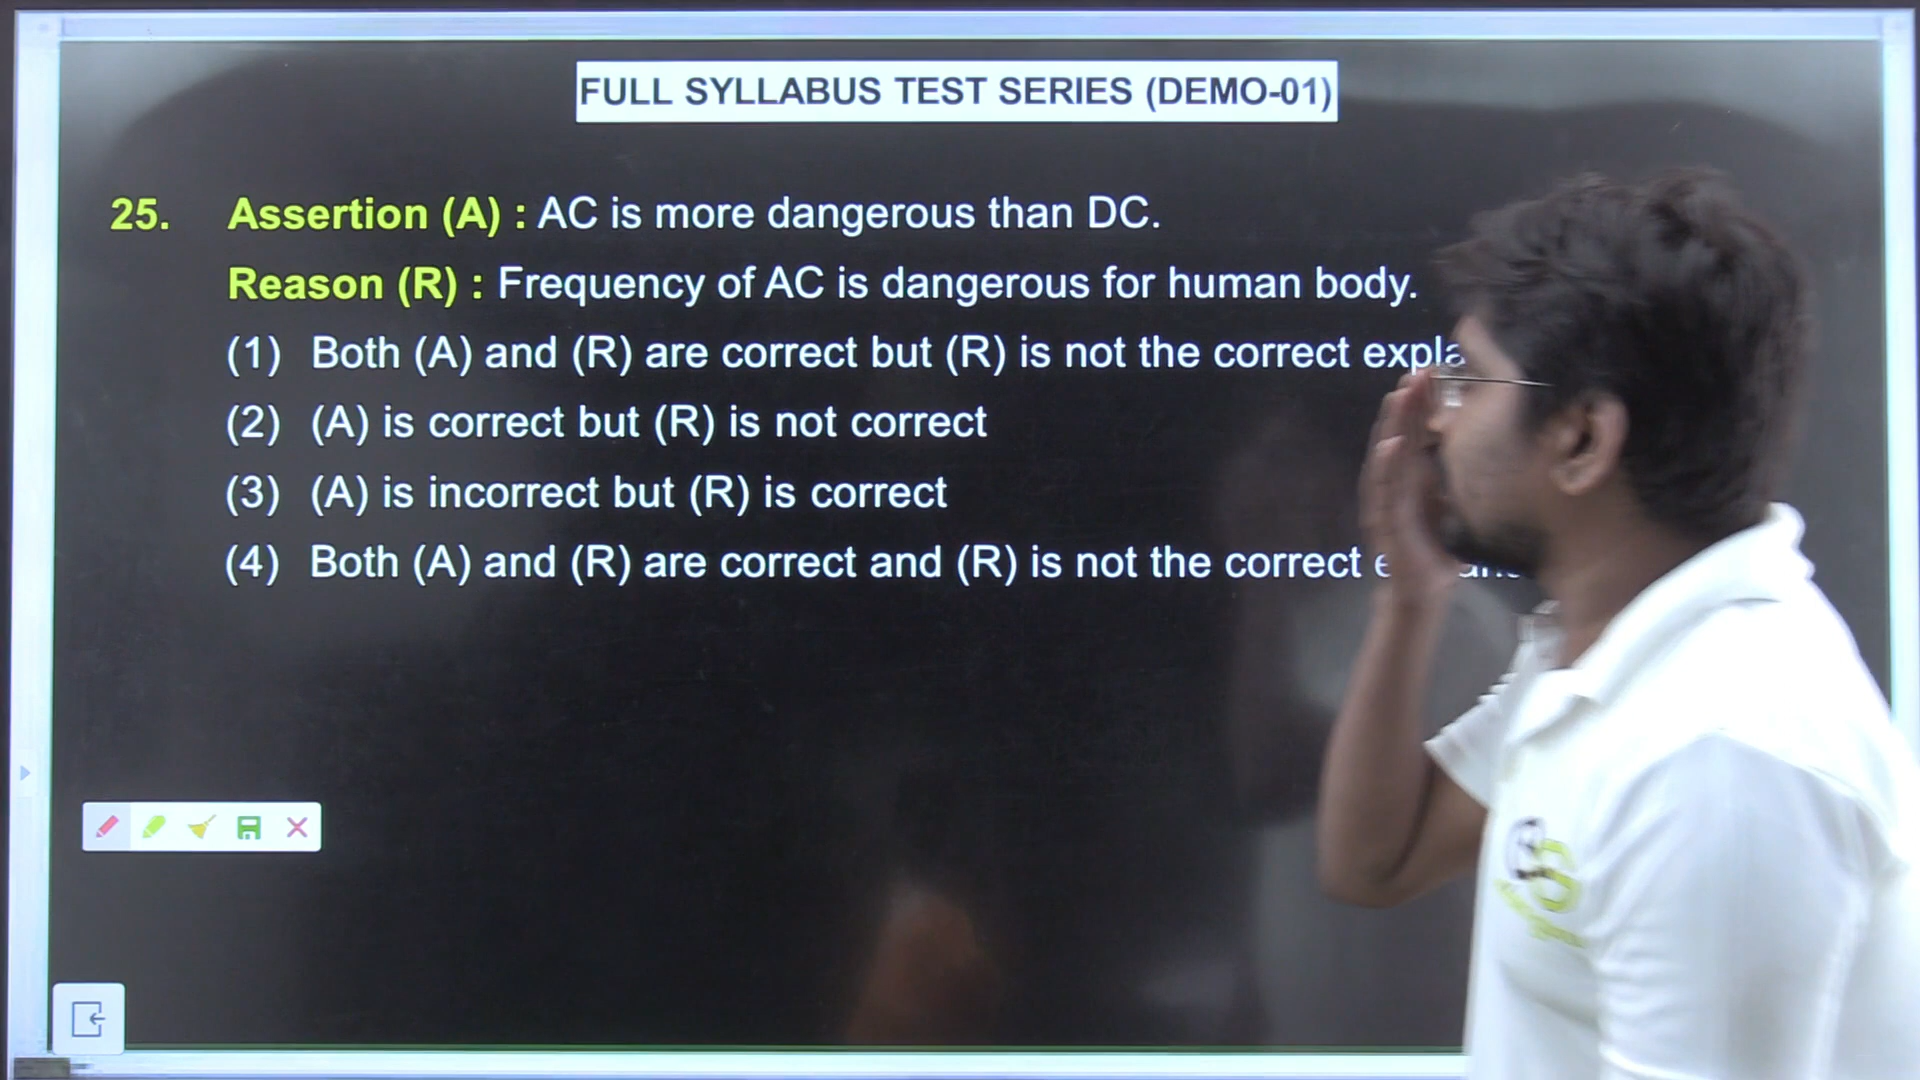 FULL SYLLABUS TEST SERIES (DEMO-01)
25. Assertion (A) : AC is more dangerous than DC.
Reason (R) : Frequency of AC is dangerous for human body.
(1) Both (A) and (R) are correct but (R) is not the correct
(2) (A) is correct but (R) is not correct
(3) (A) is incorrect but (R) is correct
(4) Both (A) and (R) are correct and (R) is not the correct